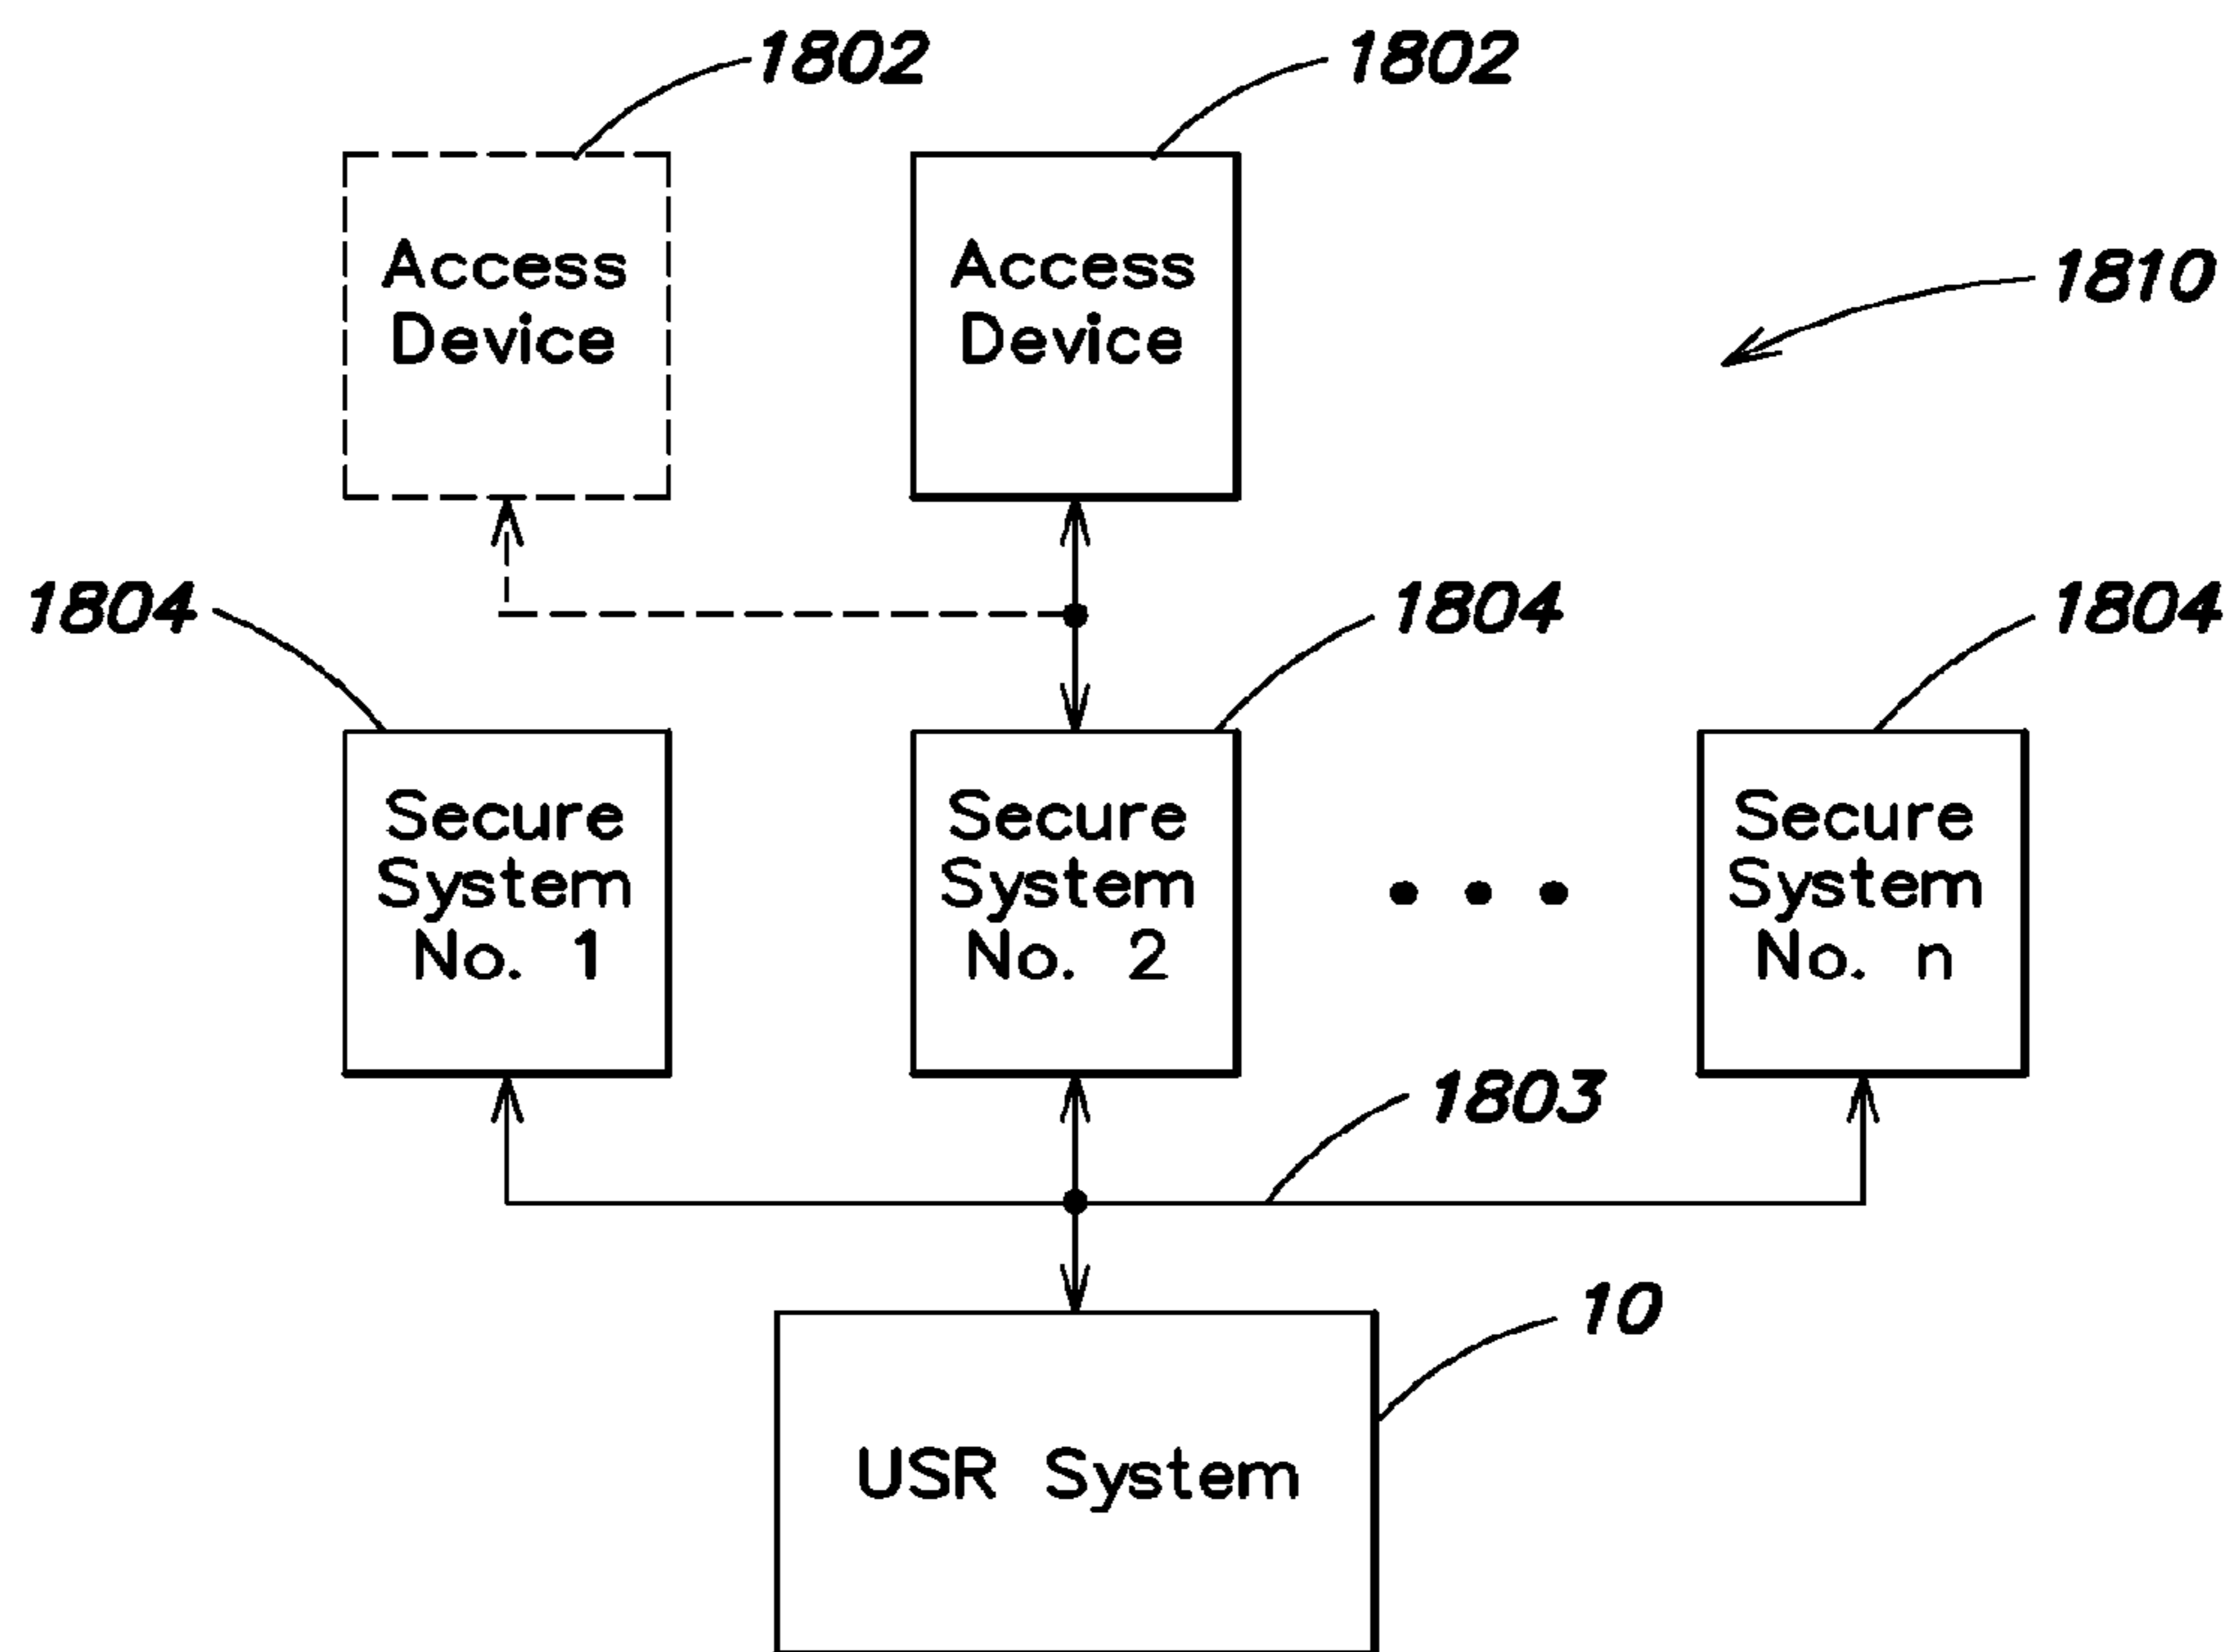 1802
1802
Access
Device
Access
Device
1810
1804
1804
1804
Secure
System
No. 1
Secure
System
No. 2
Secure
System
No. n
1803
10
USR System